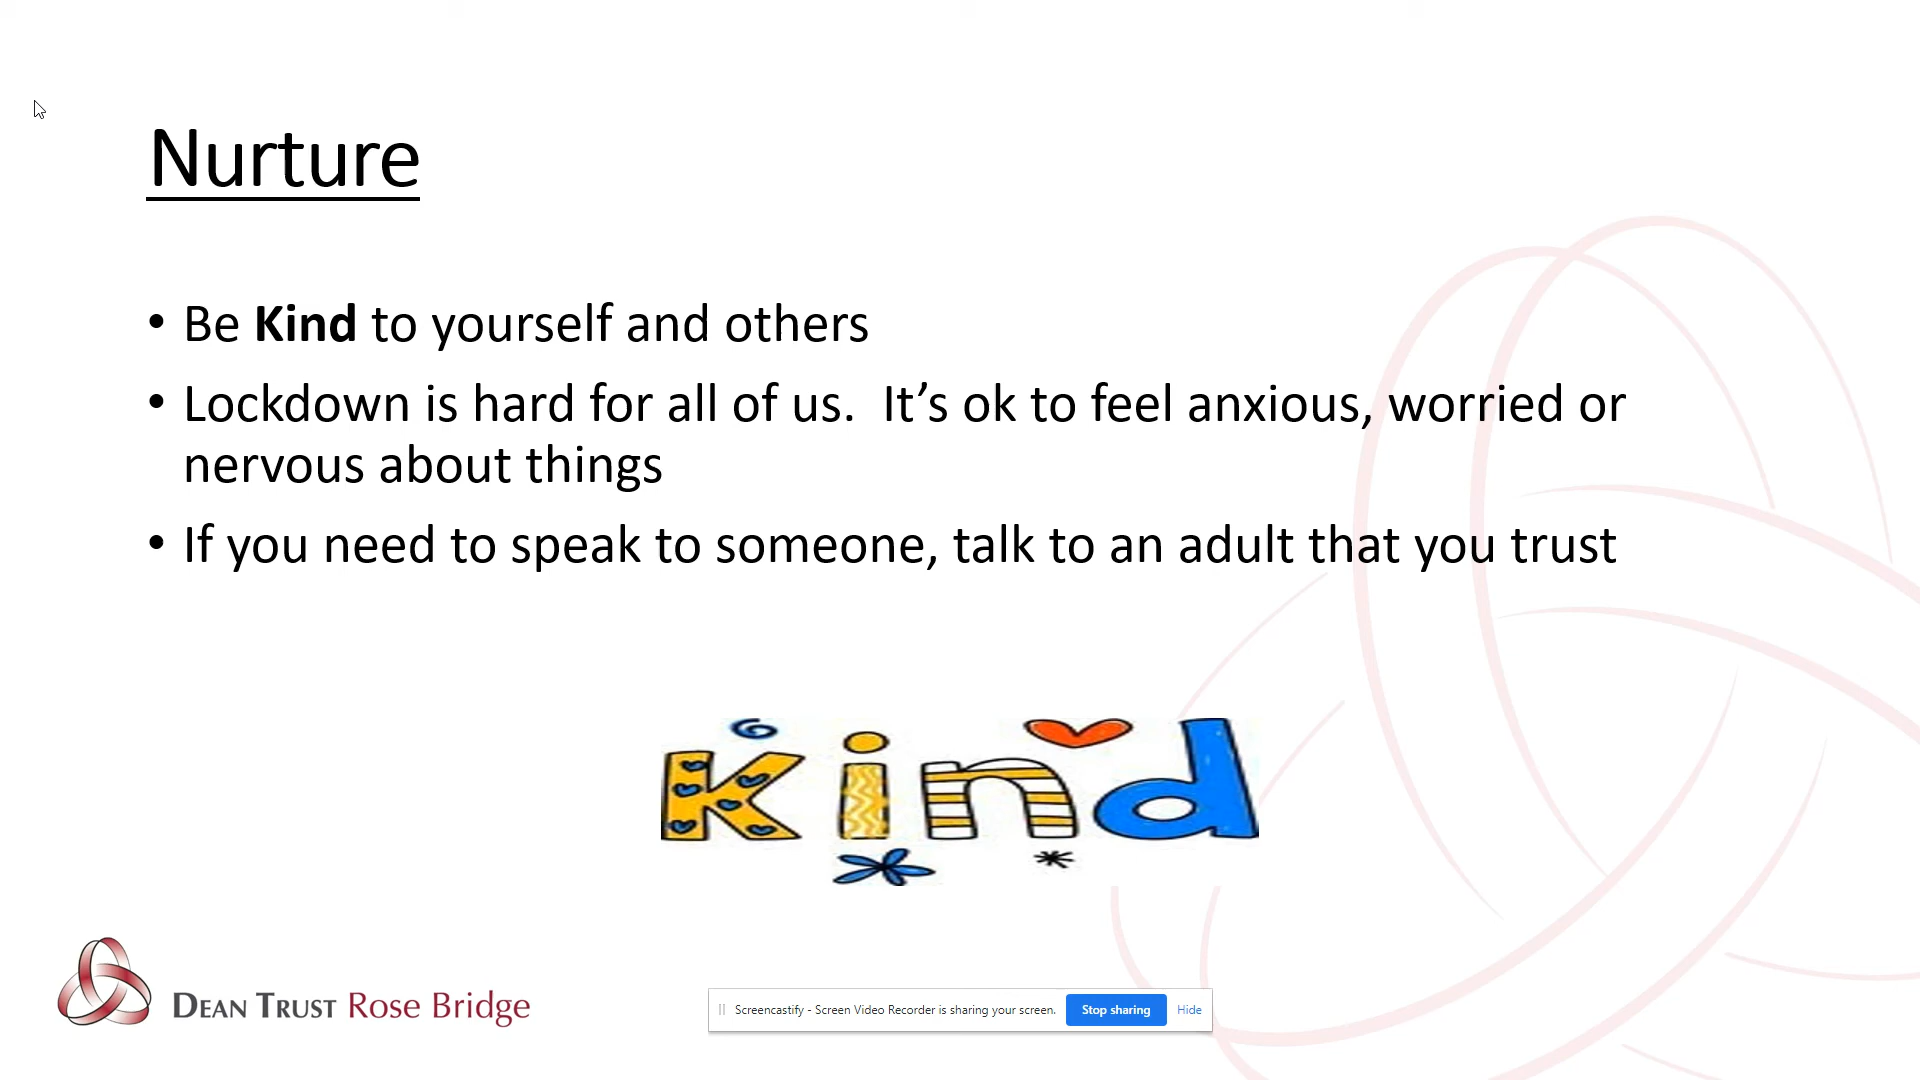 Nurture
• Be Kind to yourself and others
• Lockdown is hard for all of us.  It’s ok to feel anxious, worried or
nervous about things
• If you need to speak to someone, talk to an adult that you trust
kind
DEAN TRUST Rose Bridge
Screencastify - Screen Video Recorder is sharing your screen. Stop sharing Hide